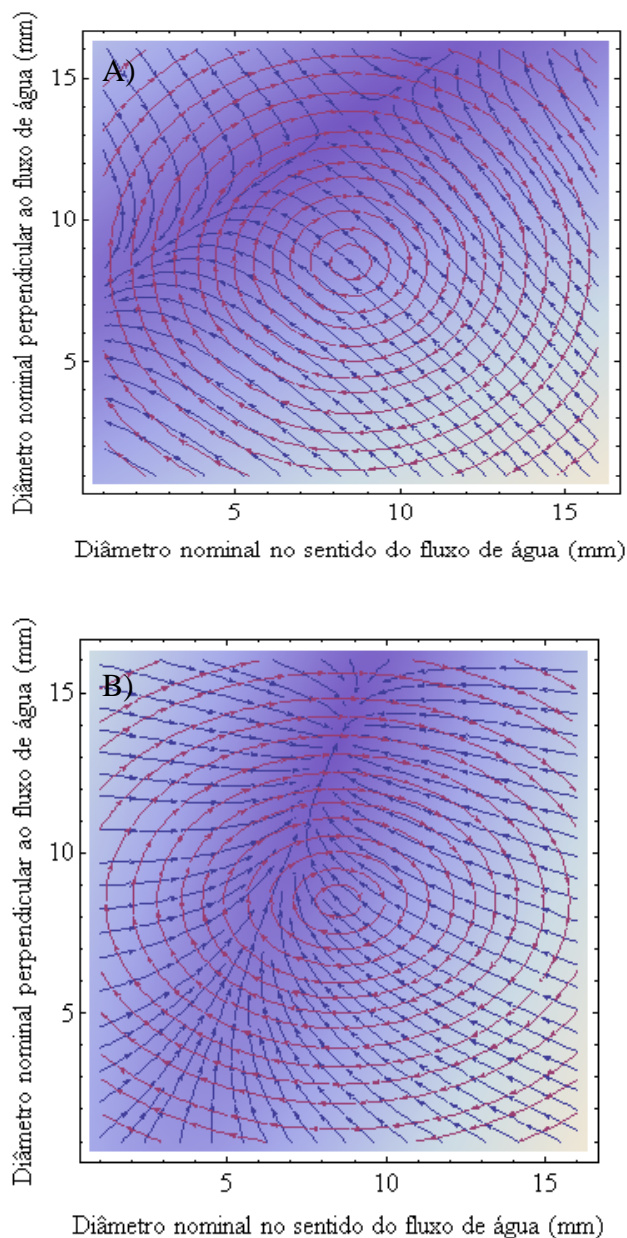 A)
Diâmetro nominal perpendicular ao fluxo de água (mm)
15
10
5
5 10 15
Diâmetro nominal no sentido do fluxo de água (mm)
B)
Diâmetro nominal perpendicular ao fluxo de água (mm)
15
10
5
5 10 15
Diâmetro nominal no sentido do fluxo de água (mm)